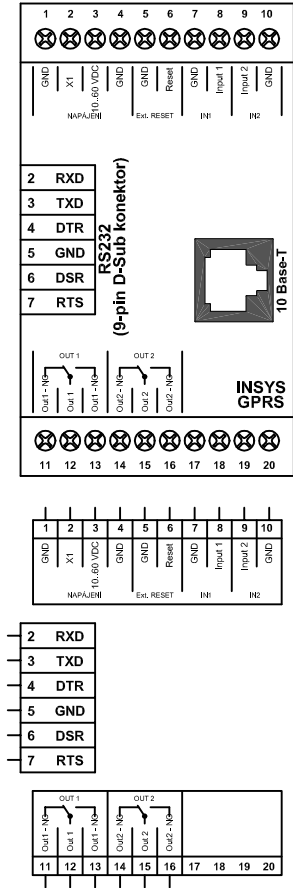 1 2 3 4 5 6 7 8 9 10
GND X1 10..60 VDC GND GND Reset GND Input 1 Input 2 GND
NAPÁJENÍ Ext. RESET IN1 IN2
2 RXD
3 TXD
4 DTR
5 GND
6 DSR
7 RTS
RS232
(9-pin D-Sub konektor)
10 Base-T
OUT 1 OUT 2
Out1 - NC Out 1 Out1 - NO Out2 - NC Out 2 Out2 - NO
INSYS
GPRS
11 12 13 14 15 16 17 18 19 20
1 2 3 4 5 6 7 8 9 10
GND X1 10..60 VDC GND GND Reset GND Input 1 Input 2 GND
NAPÁJENÍ Ext. RESET IN1 IN2
2 RXD
3 TXD
4 DTR
5 GND
6 DSR
7 RTS
OUT 1 OUT 2
Out1 - NC Out 1 Out1 - NO Out2 - NC Out 2 Out2 - NO
11 12 13 14 15 16 17 18 19 20